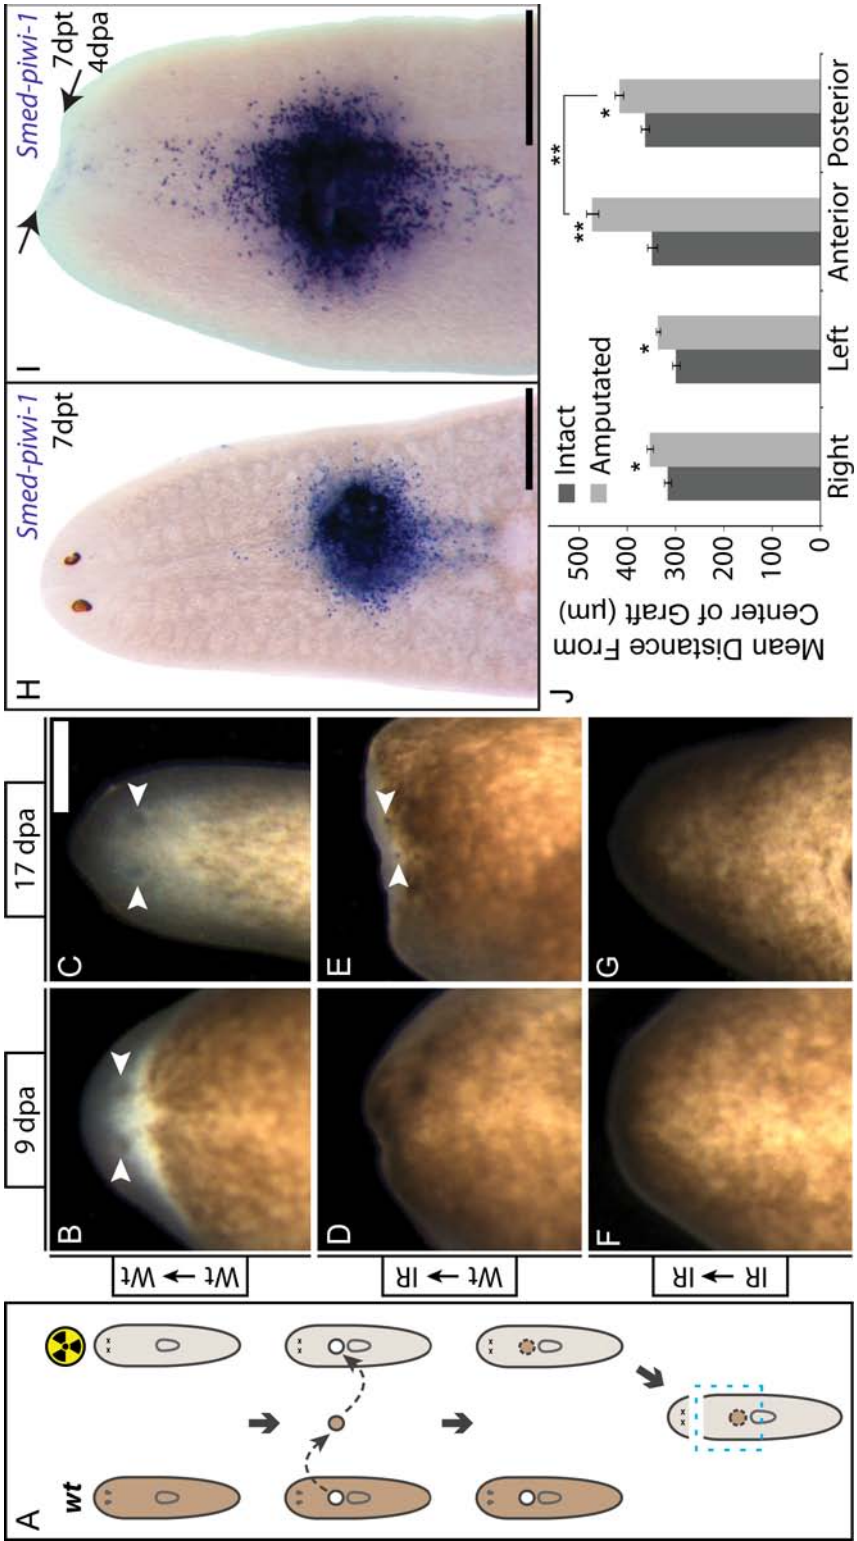 A
wt
9 dpa
17 dpa
Wt → Wt
Wt → IR
IR → IR
B
C
D
E
F
G
H
Smed-piwi-1
7dpt
I
Smed-piwi-1
7dpt
4dpa
J
Mean Distance From
Center of Graft (μm)
500
400
300
200
100
0
Intact
Amputated
*
*
**
*
**
Right
Left
Anterior
Posterior